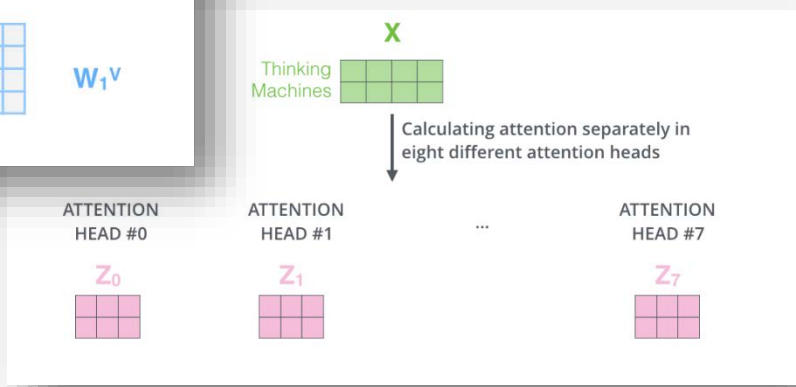 W₁ⱽ
X
Thinking
Machines
Calculating attention separately in
eight different attention heads
ATTENTION
HEAD #0
ATTENTION
HEAD #1
...
ATTENTION
HEAD #7
Z₀
Z₁
Z₇